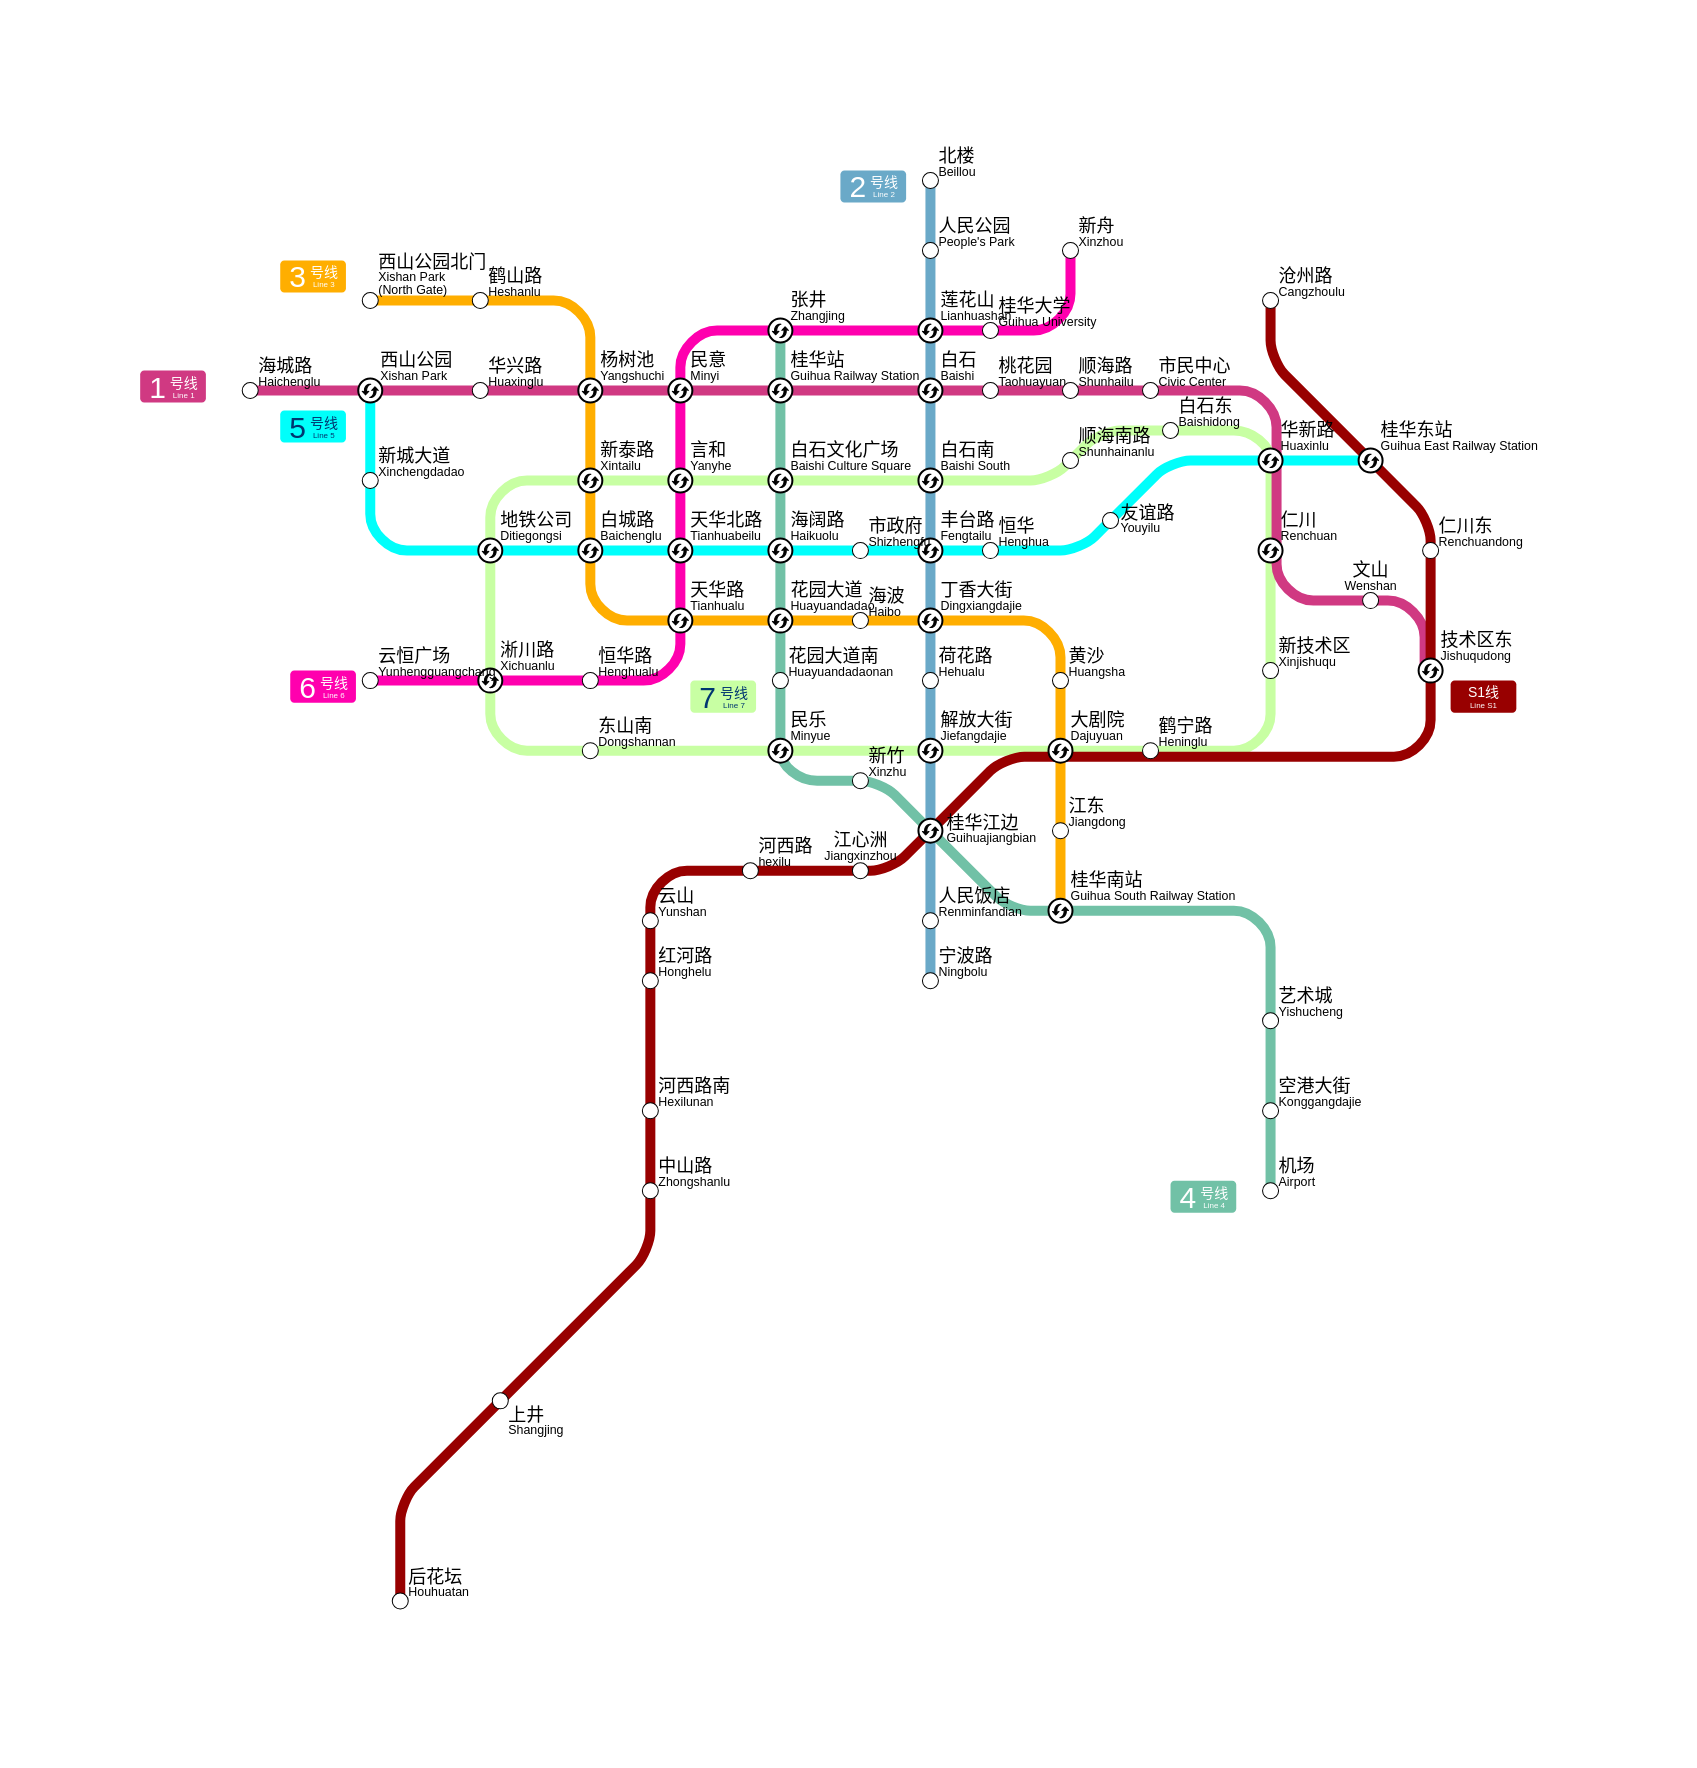 北楼
Beillou
2 号线
Line 2
人民公园
People's Park
新舟
Xinzhou
3 号线
Line 3
西山公园北门
Xishan Park
(North Gate)
鹤山路
Heshanlu
沧州路
Cangzhoulu
张井
Zhangjing
莲花山
Lianhuashan
桂华大学
Guihua University
1 号线
Line 1
海城路
Haichenglu
西山公园
Xishan Park
华兴路
Huaxinglu
杨树池
Yangshuchi
民意
Minyi
桂华站
Guihua Railway Station
白石
Baishi
桃花园
Taohuayuan
顺海路
Shunhailu
市民中心
Civic Center
5 号线
Line 5
白石东
Baishidong
新城大道
Xinchengdadao
新泰路
Xintailu
言和
Yanyhe
白石文化广场
Baishi Culture Square
白石南
Baishi South
顺海南路
Shunhainanlu
华新路
Huaxinlu
桂华东站
Guihua East Railway Station
地铁公司
Ditiegongsi
白城路
Baichenglu
天华北路
Tianhuabeilu
海阔路
Haikuolu
市政府
Shizhengfu
丰台路
Fengtailu
恒华
Henghua
友谊路
Youyilu
仁川
Renchuan
仁川东
Renchuandong
天华路
Tianhualu
花园大道
Huayuandadao
海波
Haibo
丁香大街
Dingxiangdajie
文山
Wenshan
6 号线
Line 6
云恒广场
Yunhengguangchang
淅川路
Xichuanlu
恒华路
Henghualu
7 号线
Line 7
花园大道南
Huayuandadaonan
荷花路
Hehualu
黄沙
Huangsha
新技术区
Xinjishuqu
技术区东
Jishuqudong
S1线
Line S1
东山南
Dongshannan
民乐
Minyue
新竹
Xinzhu
解放大街
Jiefangdajie
大剧院
Dajuyuan
鹤宁路
Heninglu
河西路
hexilu
江心洲
Jiangxinzhou
桂华江边
Guihuajiangbian
江东
Jiangdong
云山
Yunshan
人民饭店
Renminfandian
桂华南站
Guihua South Railway Station
红河路
Honghelu
宁波路
Ningbolu
艺术城
Yishucheng
河西路南
Hexilunan
空港大街
Konggangdajie
中山路
Zhongshanlu
4 号线
Line 4
机场
Airport
上井
Shangjing
后花坛
Houhuatan